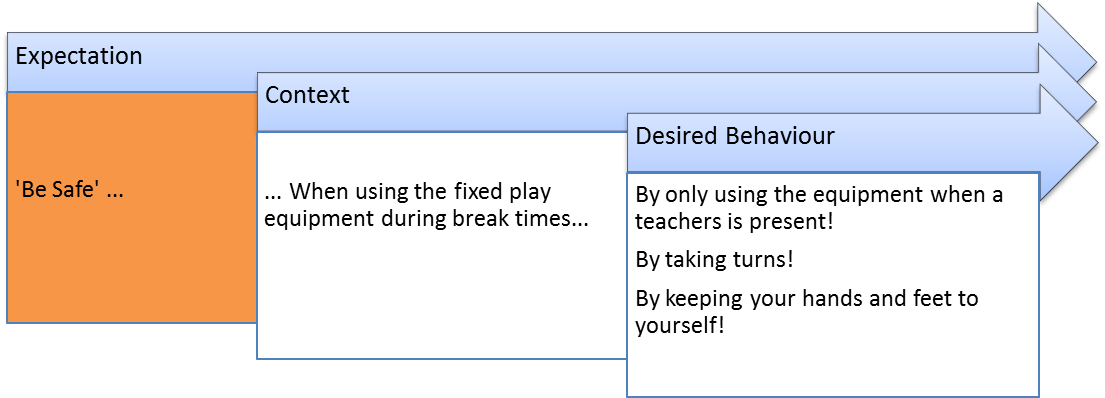 Expectation
'Be Safe' ...
Context
... When using the fixed play
equipment during break times...
Desired Behaviour
By only using the equipment when a
teachers is present!
By taking turns!
By keeping your hands and feet to
yourself!